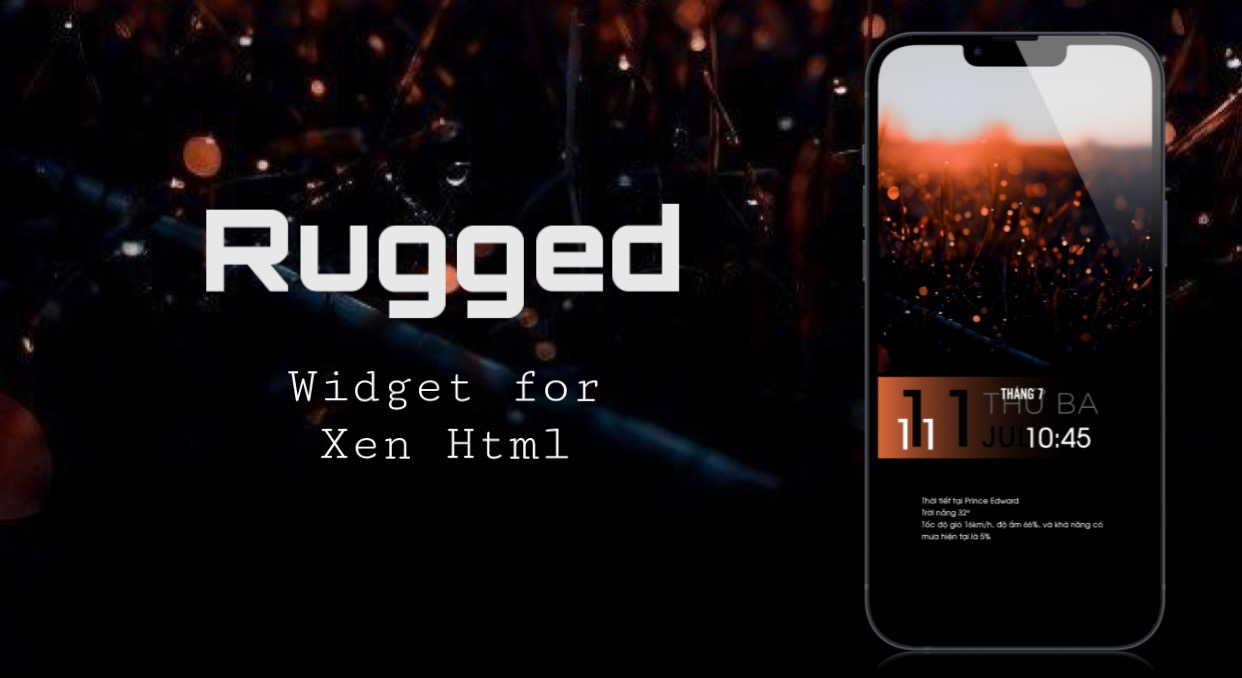 Rugged
Widget for
Xen Html
11
THÁNG 7
THỨ BA
11
JUL
10:45
Thời tiết tại Prince Edward
Trời nắng 32°
Tốc độ gió 16km/h, độ ẩm 66%, và khả năng có
mưa hiện tại là 5%